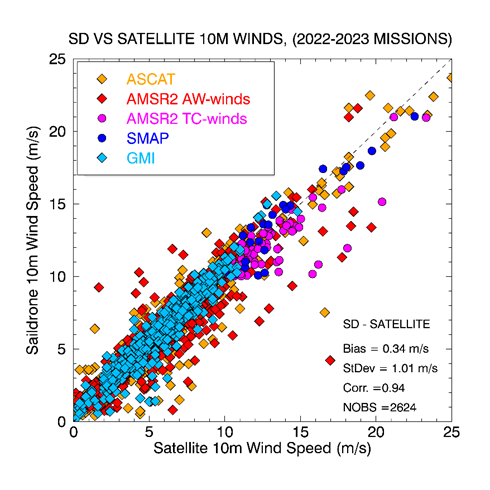 SD VS SATELLITE 10M WINDS, (2022-2023 MISSIONS)
25
ASCAT
AMSR2 AW-winds
AMSR2 TC-winds
SMAP
GMI
20
15
10
5
0
Saildrone 10m Wind Speed (m/s)
SD - SATELLITE
Bias = 0.34 m/s
StDev = 1.01 m/s
Corr. =0.94
NOBS =2624
0 5 10 15 20 25
Satellite 10m Wind Speed (m/s)